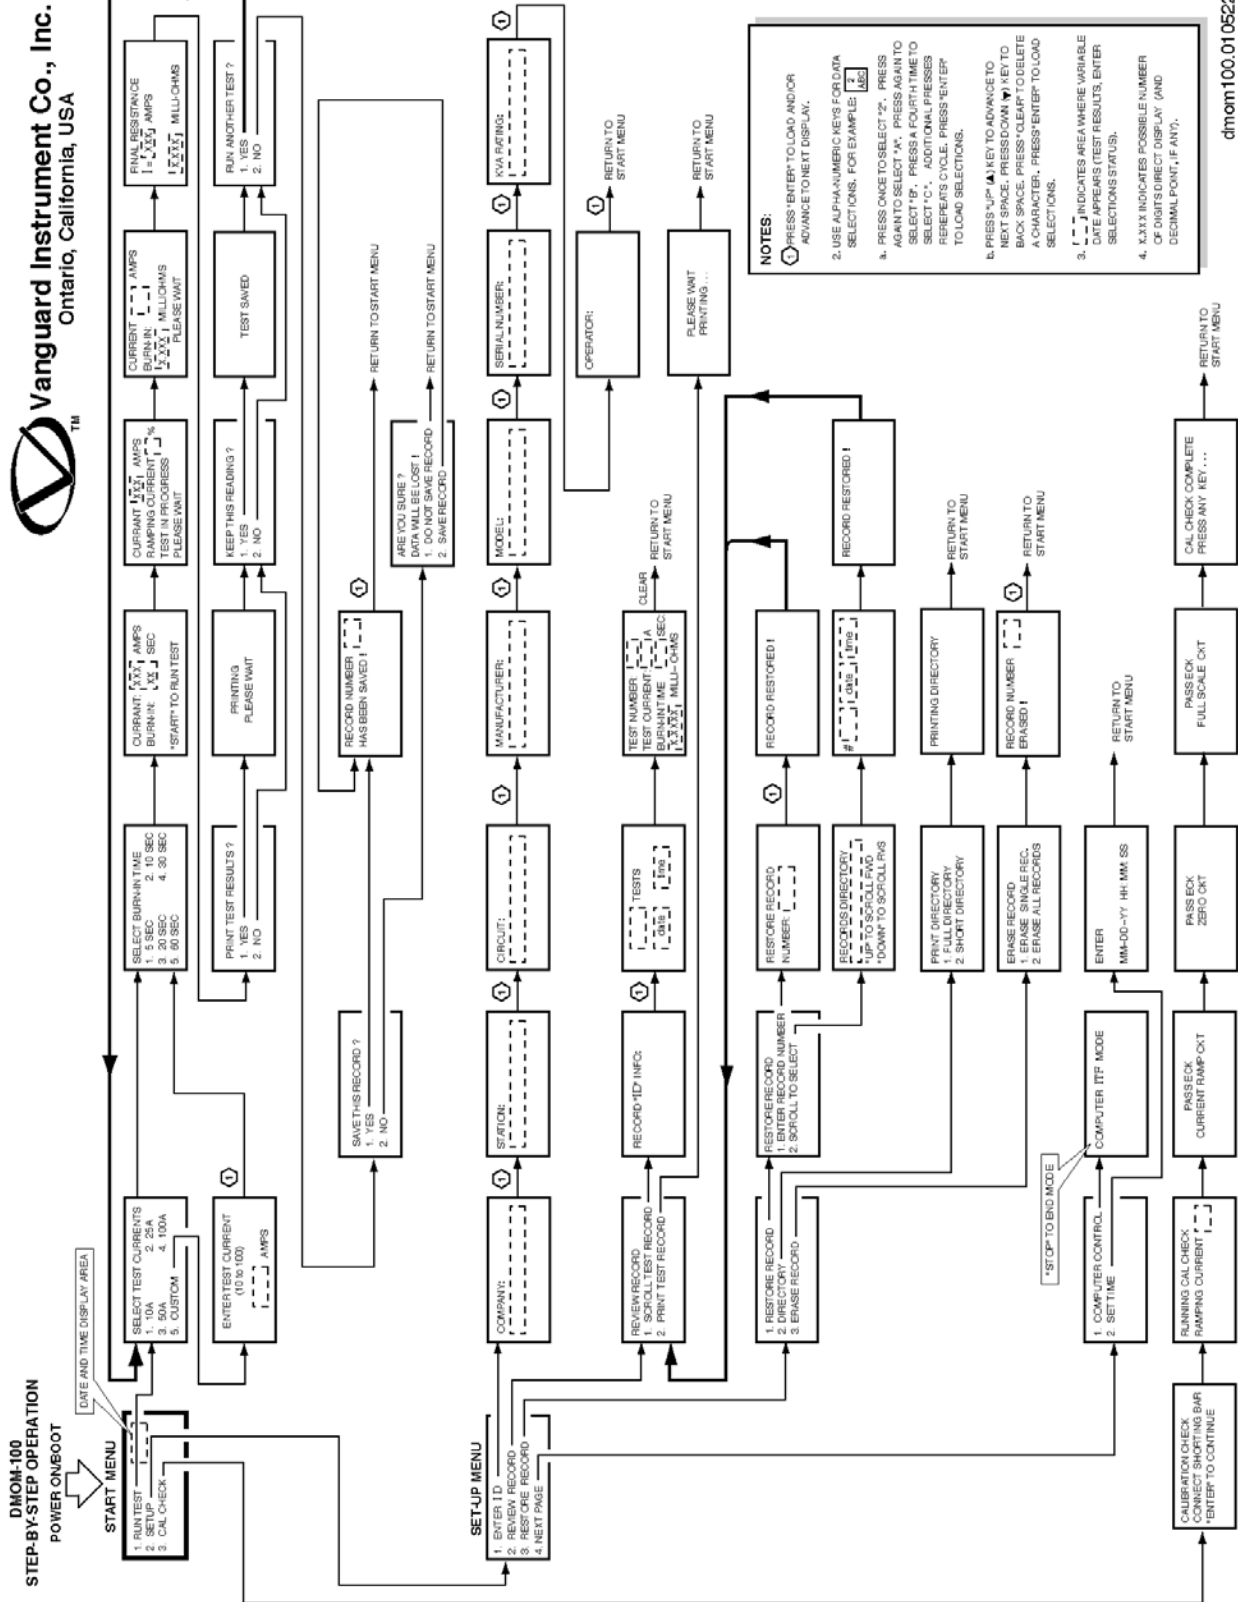 DMOM-100
STEP-BY-STEP OPERATION
POWER ON/BOOT
Vanguard Instrument Co., Inc.
Ontario, California, USA
TM
START MENU
DATE AND TIME DISPLAY AREA
1. RUN TEST
2. SETUP
3. CAL CHECK
SELECT TEST CURRENTS
1. 10A 2. 25A
3. 50A 4. 100A
5. CUSTOM
ENTER TEST CURRENT
(10 to 100)
AMPS
1
SELECT BURN-IN TIME
1. 5 SEC 2. 10 SEC
3. 20 SEC 4. 30 SEC
5. 60 SEC
CURRANT: XXX AMPS
BURN-IN: XX SEC
"START" TO RUN TEST
CURRANT XXX AMPS
RAMPING CURRENT %
TEST IN PROGRESS
PLEASE WAIT
CURRENT AMPS
BURN-IN:
X.XXX MILLIOHMS
PLEASE WAIT
FINAL RESISTANCE
I = XXX AMPS
X.XXX MILLI-OHMS
PRINT TEST RESULTS ?
1. YES
2. NO
PRINTING
PLEASE WAIT
KEEP THIS READING ?
1. YES
2. NO
TEST SAVED
RUN ANOTHER TEST ?
1. YES
2. NO
SAVE THIS RECORD ?
1. YES
2. NO
RECORD NUMBER
HAS BEEN SAVED !
1
RETURN TO START MENU
ARE YOU SURE ?
DATA WILL BE LOST !
1. DO NOT SAVE RECORD
2. SAVE RECORD
RETURN TO START MENU
SET-UP MENU
1. ENTER ID
2. REVIEW RECORD
3. RESTORE RECORD
4. NEXT PAGE
COMPANY:
1
STATION:
1
CIRCUIT:
1
MANUFACTURER:
1
MODEL:
1
SERIAL NUMBER:
1
KVA RATING:
1
OPERATOR:
1
RETURN TO
START MENU
REVIEW RECORD
1. SCROLL TEST RECORD
2. PRINT TEST RECORD
RECORD "ID" INFO:
1
TESTS
date time
TEST NUMBER:
TEST CURRENT: A
BURN-IN TIME SEC:
X.XXX MILLI-OHMS
CLEAR
RETURN TO
START MENU
PLEASE WAIT
PRINTING...
RETURN TO
START MENU
1. RESTORE RECORD
2. DIRECTORY
3. ERASE RECORD
RESTORE RECORD
1. ENTER RECORD NUMBER
2. SCROLL TO SELECT
RESTORE RECORD
NUMBER:
1
RECORD RESTORED !
RECORDS DIRECTORY
"UP" TO SCROLL FWD
"DOWN" TO SCROLL RVS
# date time
RECORD RESTORED !
PRINT DIRECTORY
1. FULL DIRECTORY
2. SHORT DIRECTORY
PRINTING DIRECTORY
RETURN TO
START MENU
ERASE RECORD
1. ERASE SINGLE REC.
2. ERASE ALL RECORDS
RECORD NUMBER
ERASED !
1
RETURN TO
START MENU
"STOP" TO END MODE
1. COMPUTER CONTROL
2. SET TIME
COMPUTER ITF MODE
ENTER
MM-DD-YY HH:MM:SS
RETURN TO
START MENU
CALIBRATION CHECK
CONNECT SHORTING BAR
"ENTER" TO CONTINUE
RUNNING CAL CHECK
RAMPING CURRENT
PASS ECK
CURRENT RAMP CKT
PASS ECK
ZERO CKT
PASS ECK
FULL SCALE CKT
CAL CHECK COMPLETE
PRESS ANY KEY...
RETURN TO
START MENU
NOTES:
1 PRESS "ENTER" TO LOAD AND/OR
ADVANCE TO NEXT DISPLAY.
2. USE ALPHA-NUMERIC KEYS FOR DATA
SELECTIONS. FOR EXAMPLE: 2 ABC
a. PRESS ONCE TO SELECT "2". PRESS
AGAIN TO SELECT "A". PRESS AGAIN TO
SELECT "B". PRESS A FOURTH TIME TO
SELECT "C". ADDITIONAL PRESSES
REREPEATS CYCLE. PRESS "ENTER"
TO LOAD SELECTIONS.
b. PRESS "UP" (▲) KEY TO ADVANCE TO
NEXT SPACE. PRESS DOWN (▼) KEY TO
BACK SPACE. PRESS "CLEAR" TO DELETE
A CHARACTER. PRESS "ENTER" TO LOAD
SELECTIONS.
3. INDICATES AREA WHERE VARIABLE
DATE APPEARS (TEST RESULTS, ENTER
SELECTIONS STATUS).
4. X.XXX INDICATES POSSIBLE NUMBER
OF DIGITS DIRECT DISPLAY (AND
DECIMAL POINT, IF ANY).
dmom100.010522